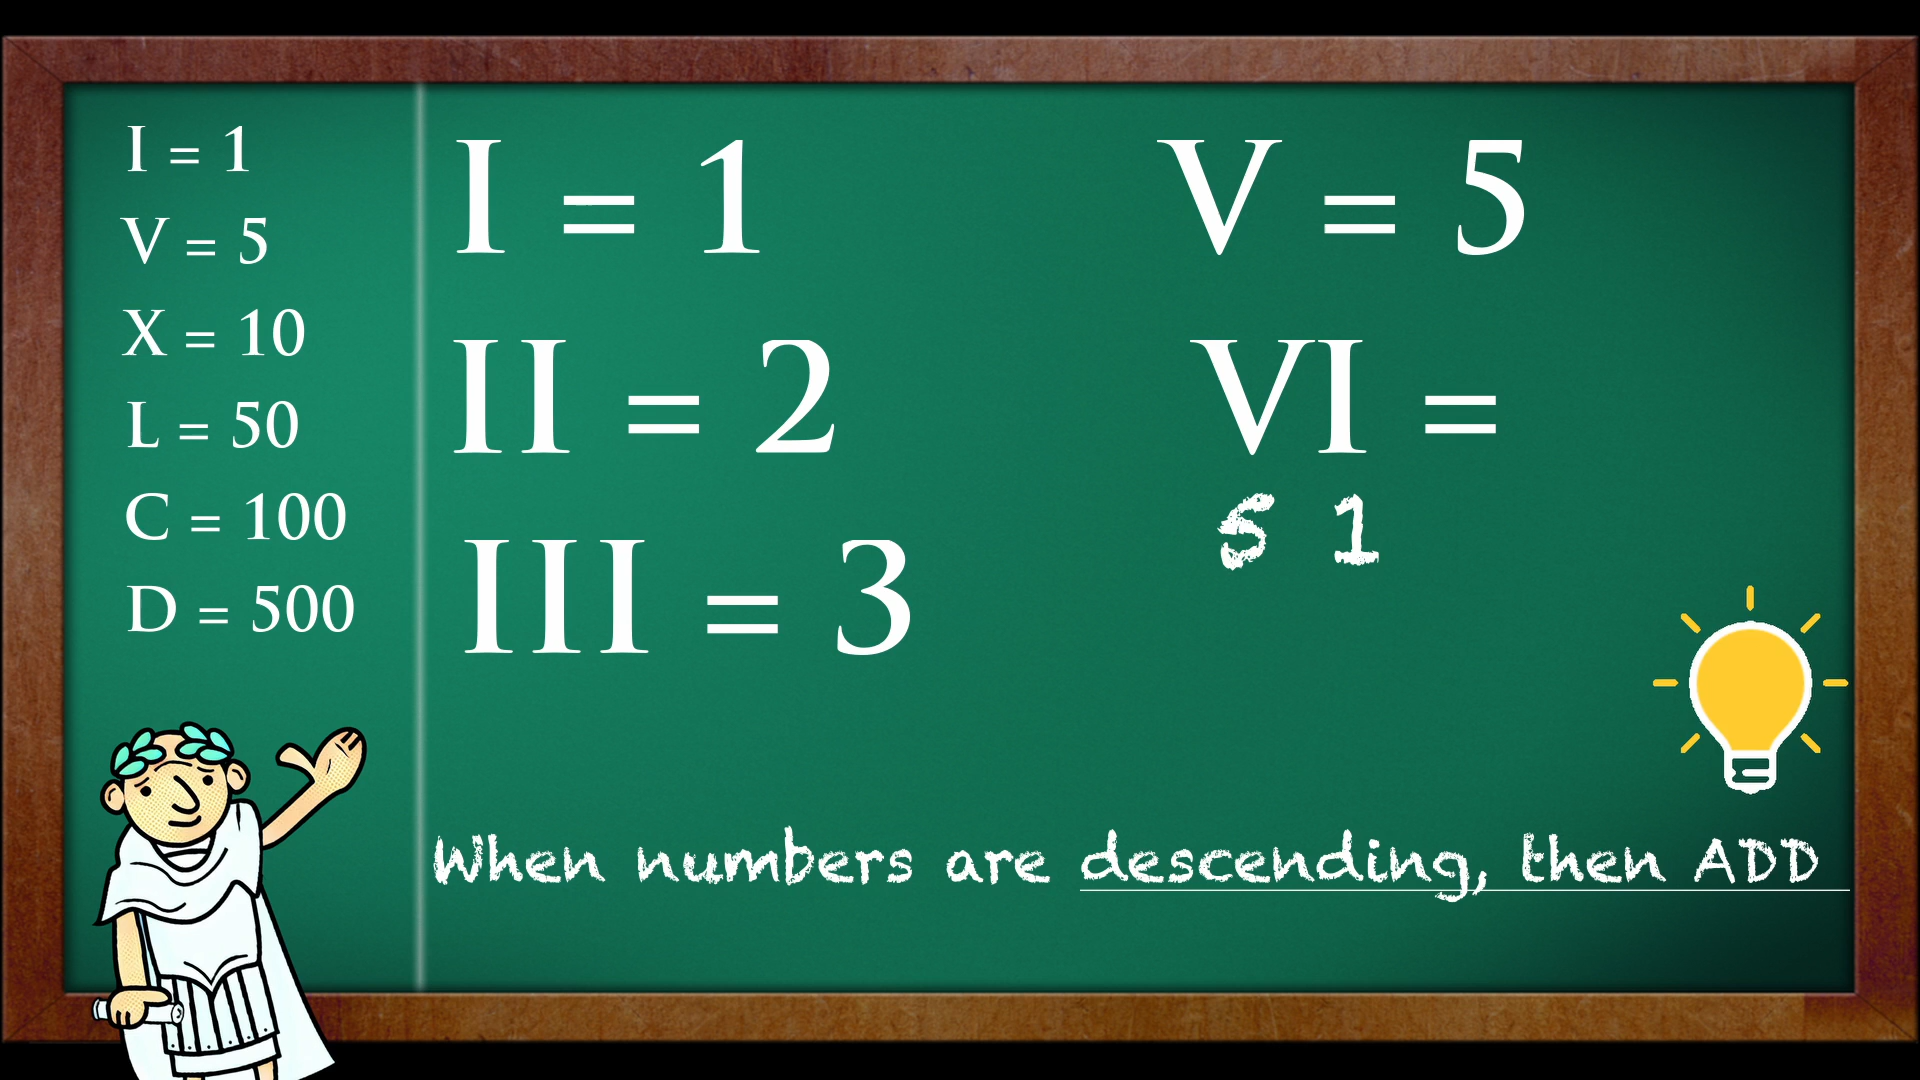 I = 1
V = 5
X = 10
L = 50
C = 100
D = 500
I = 1
II = 2
III = 3
V = 5
VI =
5 1
When numbers are descending, then ADD